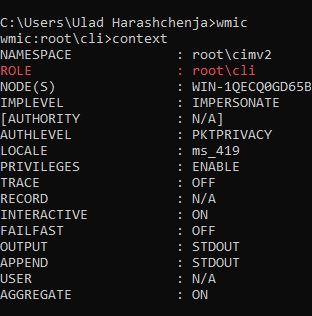 C:\Users\Ulad Harashchenja>wmic
wmic:root\cli>context
NAMESPACE : root\cimv2
ROLE : root\cli
NODE(S) : WIN-1QECQ0GD65B
IMPLEVEL : IMPERSONATE
[AUTHORITY : N/A]
AUTHLEVEL : PKTPRIVACY
LOCALE : ms_419
PRIVILEGES : ENABLE
TRACE : OFF
RECORD : N/A
INTERACTIVE : ON
FAILFAST : OFF
OUTPUT : STDOUT
APPEND : STDOUT
USER : N/A
AGGREGATE : ON